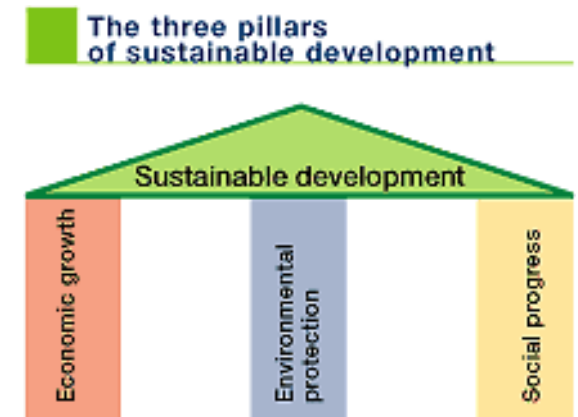 The three pillars
of sustainable development
Sustainable development
Economic growth
Environmental
protection
Social progress